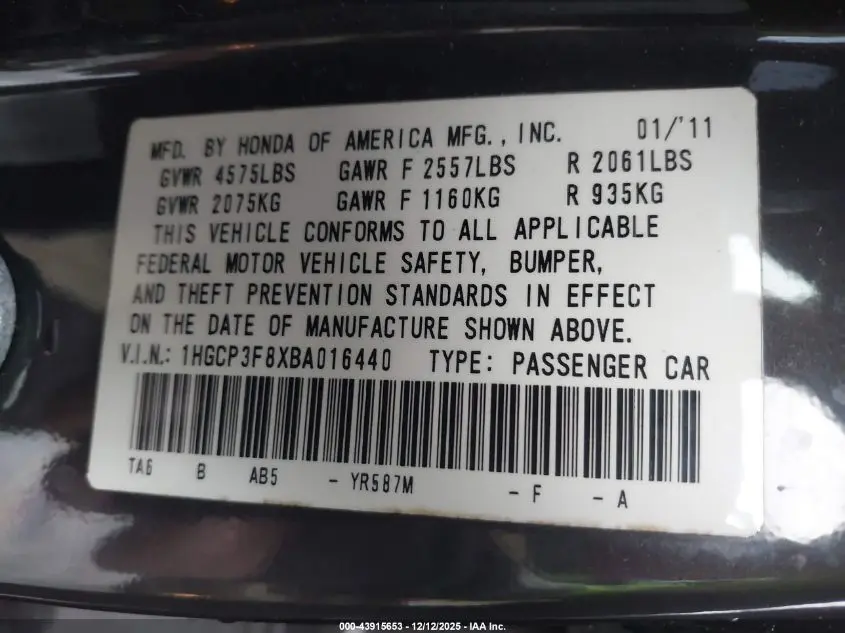 MFD. BY HONDA OF AMERICA MFG., INC. 01/'11
GVWR 4575LBS GAWR F 2557LBS R 2061LBS
GVWR 2075KG GAWR F 1160KG R 935KG
THIS VEHICLE CONFORMS TO ALL APPLICABLE
FEDERAL MOTOR VEHICLE SAFETY, BUMPER,
AND THEFT PREVENTION STANDARDS IN EFFECT
ON THE DATE OF MANUFACTURE SHOWN ABOVE.
V.I.N.: 1HGCP3F8XBA016440 TYPE: PASSENGER CAR
TA6 B AB5 - YR587M - F - A
000-43915653 - 12/12/2025 - IAA Inc.